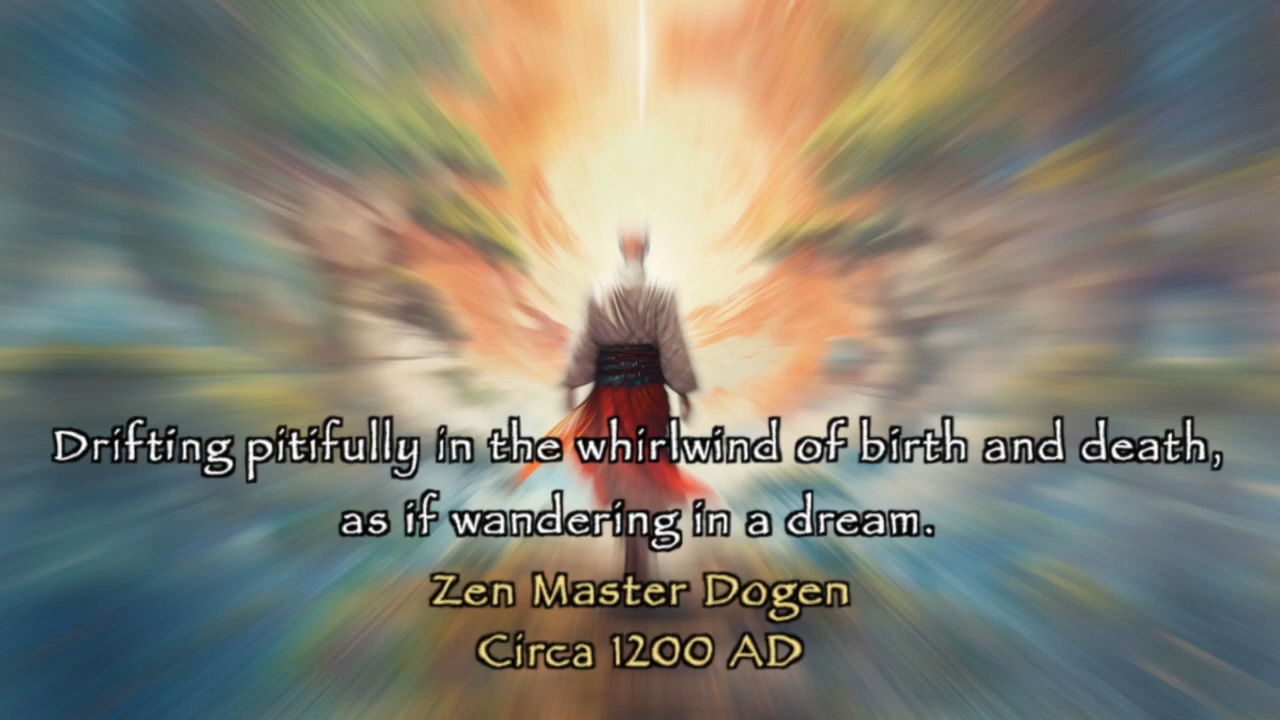 Drifting pitifully in the whirlwind of birth and death,
as if wandering in a dream.
Zen Master Dogen
Circa 1200 AD